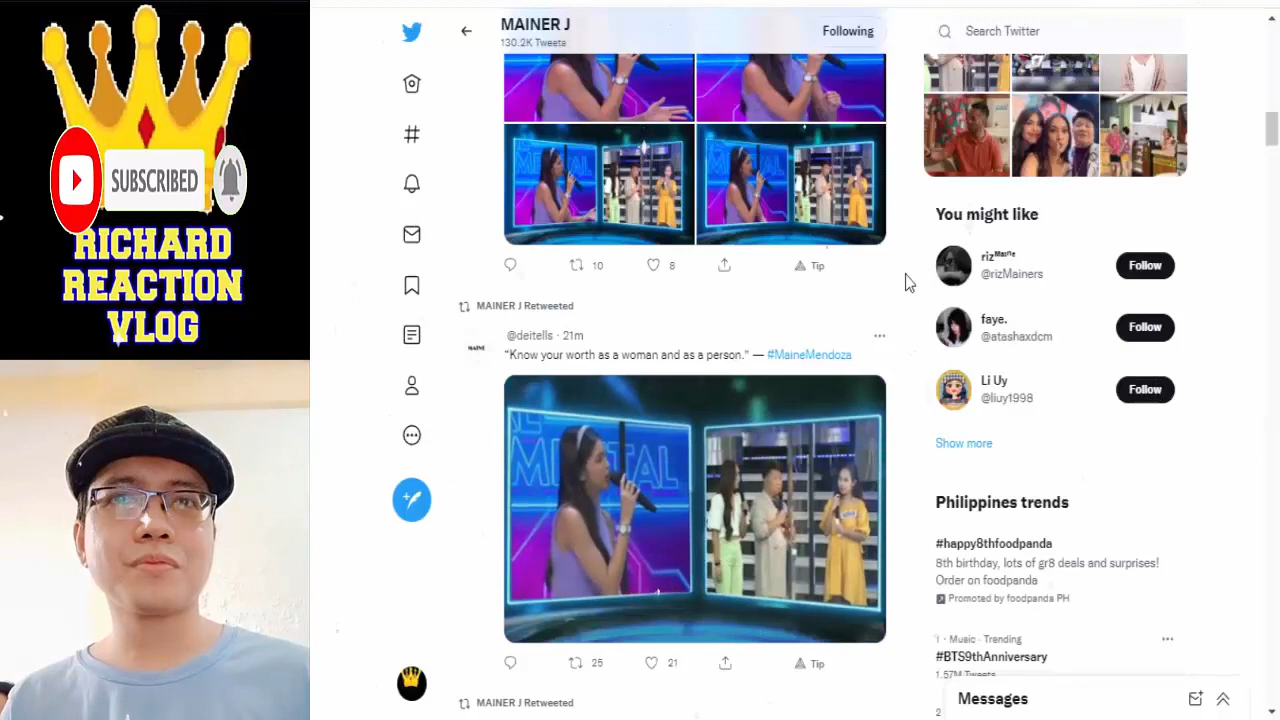 SUBSCRIBED
RICHARD
REACTION
VLOG
MAINER J
130.2K Tweets
Following
Search Twitter
10
8
Tip
MAINER J Retweeted
@deitells · 21m
“Know your worth as a woman and as a person.” — #MaineMendoza
MENTAL
25
21
Tip
MAINER J Retweeted
You might like
@rizMainers
Follow
faye.
@atashaxdcm
Follow
Li Uy
@liuy1998
Follow
Show more
Philippines trends
#happy8thfoodpanda
8th birthday, lots of gr8 deals and surprises!
Order on foodpanda
Promoted by foodpanda PH
1 · Music · Trending
#BTS9thAnniversary
1.57M Tweets
2
Messages